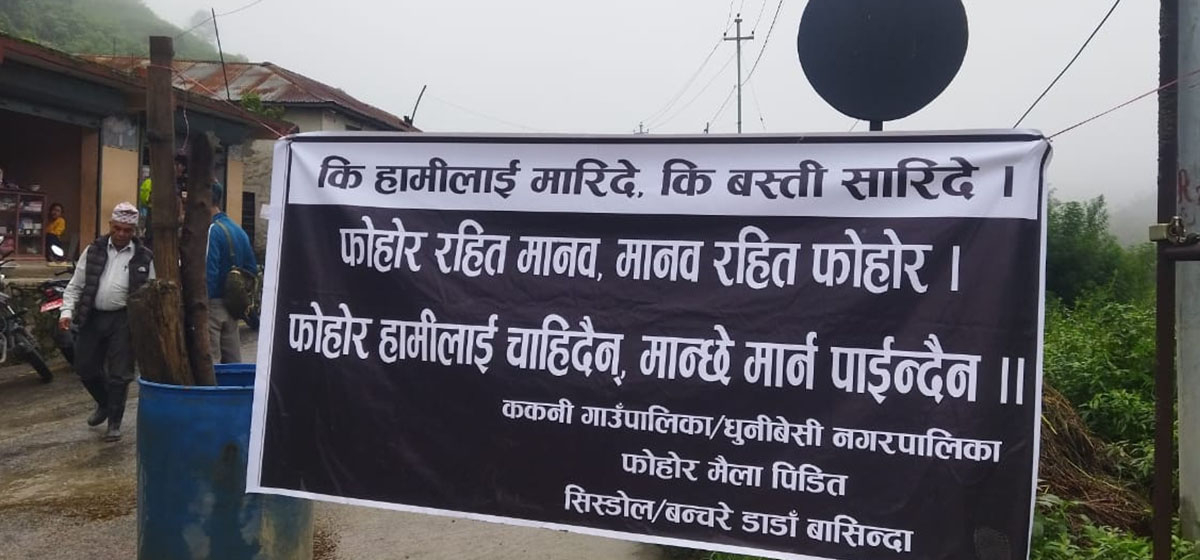 कि हामीलाई मारिदे, कि बस्ती सारिदे ।
फोहोर रहित मानव, मानव रहित फोहोर ।
फोहोर हामीलाई चाहिदैन्, मान्छे मार्न पाईन्दैन ।।
ककनी गाउँपालिका/धुनीबेसी नगरपालिका
फोहोर मैला पिडित
सिस्डोल/बन्चरे डाडाँ बासिन्दा